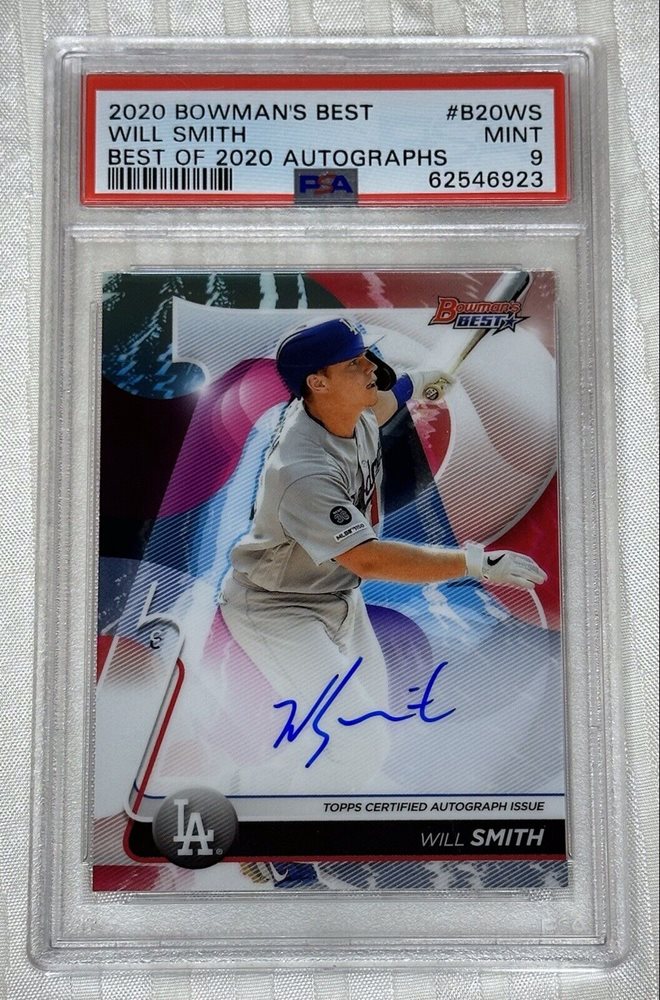 2020 BOWMAN'S BEST #B20WS
WILL SMITH MINT
BEST OF 2020 AUTOGRAPHS 9
PSA 62546923
Bowman's
BEST
LA
TOPPS CERTIFIED AUTOGRAPH ISSUE
WILL SMITH